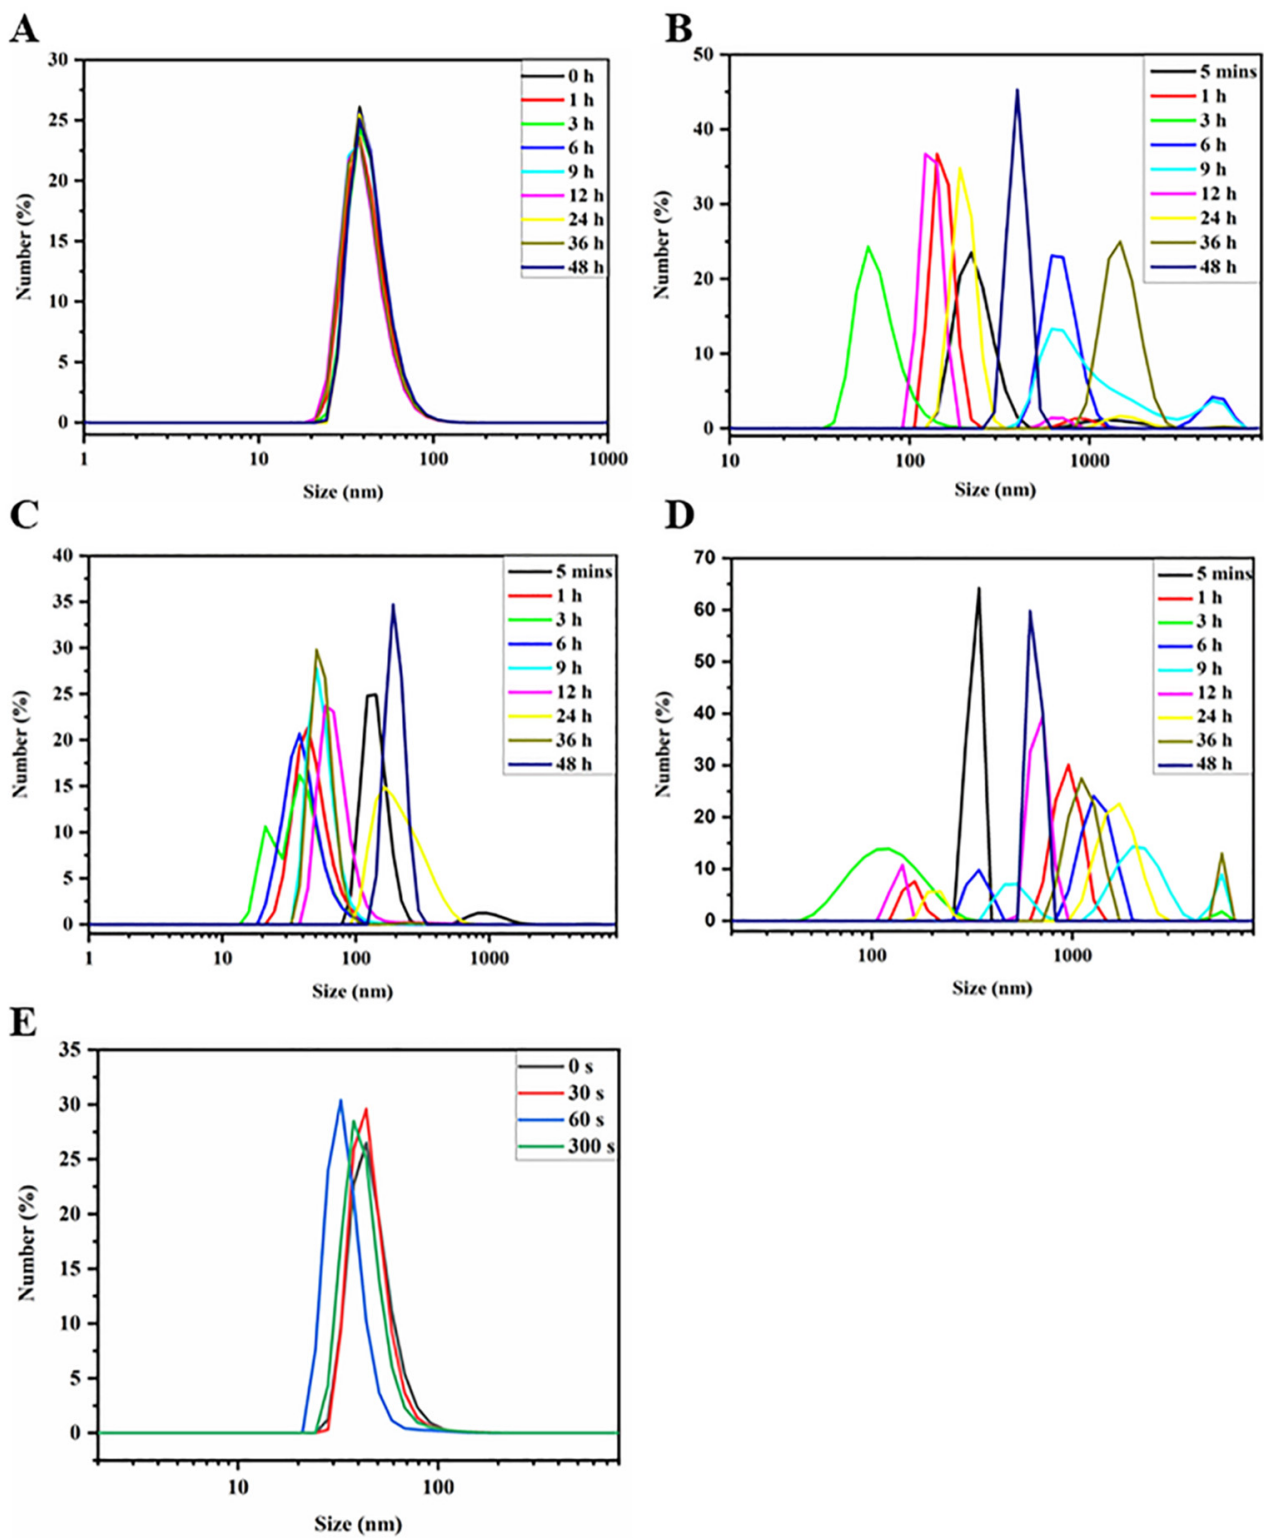 A
30
25
20
15
10
5
0
Number (%)
1
10
100
1000
Size (nm)
0 h
1 h
3 h
6 h
9 h
12 h
24 h
36 h
48 h
B
50
40
30
20
10
0
Number (%)
10
100
1000
Size (nm)
5 mins
1 h
3 h
6 h
9 h
12 h
24 h
36 h
48 h
C
40
35
30
25
20
15
10
5
0
Number (%)
1
10
100
1000
Size (nm)
5 mins
1 h
3 h
6 h
9 h
12 h
24 h
36 h
48 h
D
70
60
50
40
30
20
10
0
Number (%)
100
1000
Size (nm)
5 mins
1 h
3 h
6 h
9 h
12 h
24 h
36 h
48 h
E
35
30
25
20
15
10
5
0
Number (%)
10
100
Size (nm)
0 s
30 s
60 s
300 s